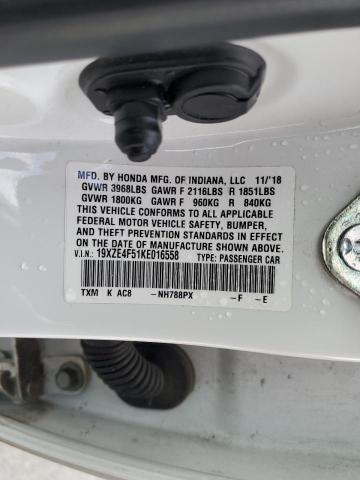 MFD. BY HONDA MFG. OF INDIANA, LLC 11/'18
GVWR 3968LBS GAWR F 2116LBS R 1851LBS
GVWR 1800KG GAWR F 960KG R 840KG
THIS VEHICLE CONFORMS TO ALL APPLICABLE
FEDERAL MOTOR VEHICLE SAFETY, BUMPER,
AND THEFT PREVENTION STANDARDS IN EFFECT
ON THE DATE OF MANUFACTURE SHOWN ABOVE.
V.I.N.: 19XZE4F51KE016558 TYPE: PASSENGER CAR
TXM K AC8 -NH788PX -F -E